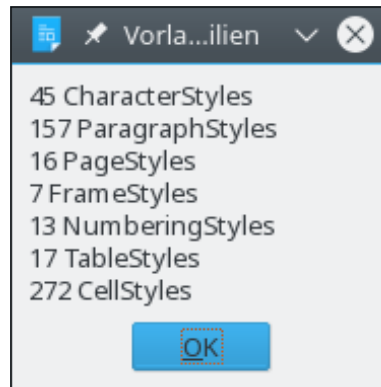 Vorla...ilien
45 CharacterStyles
157 ParagraphStyles
16 PageStyles
7 FrameStyles
13 NumberingStyles
17 TableStyles
272 CellStyles
OK